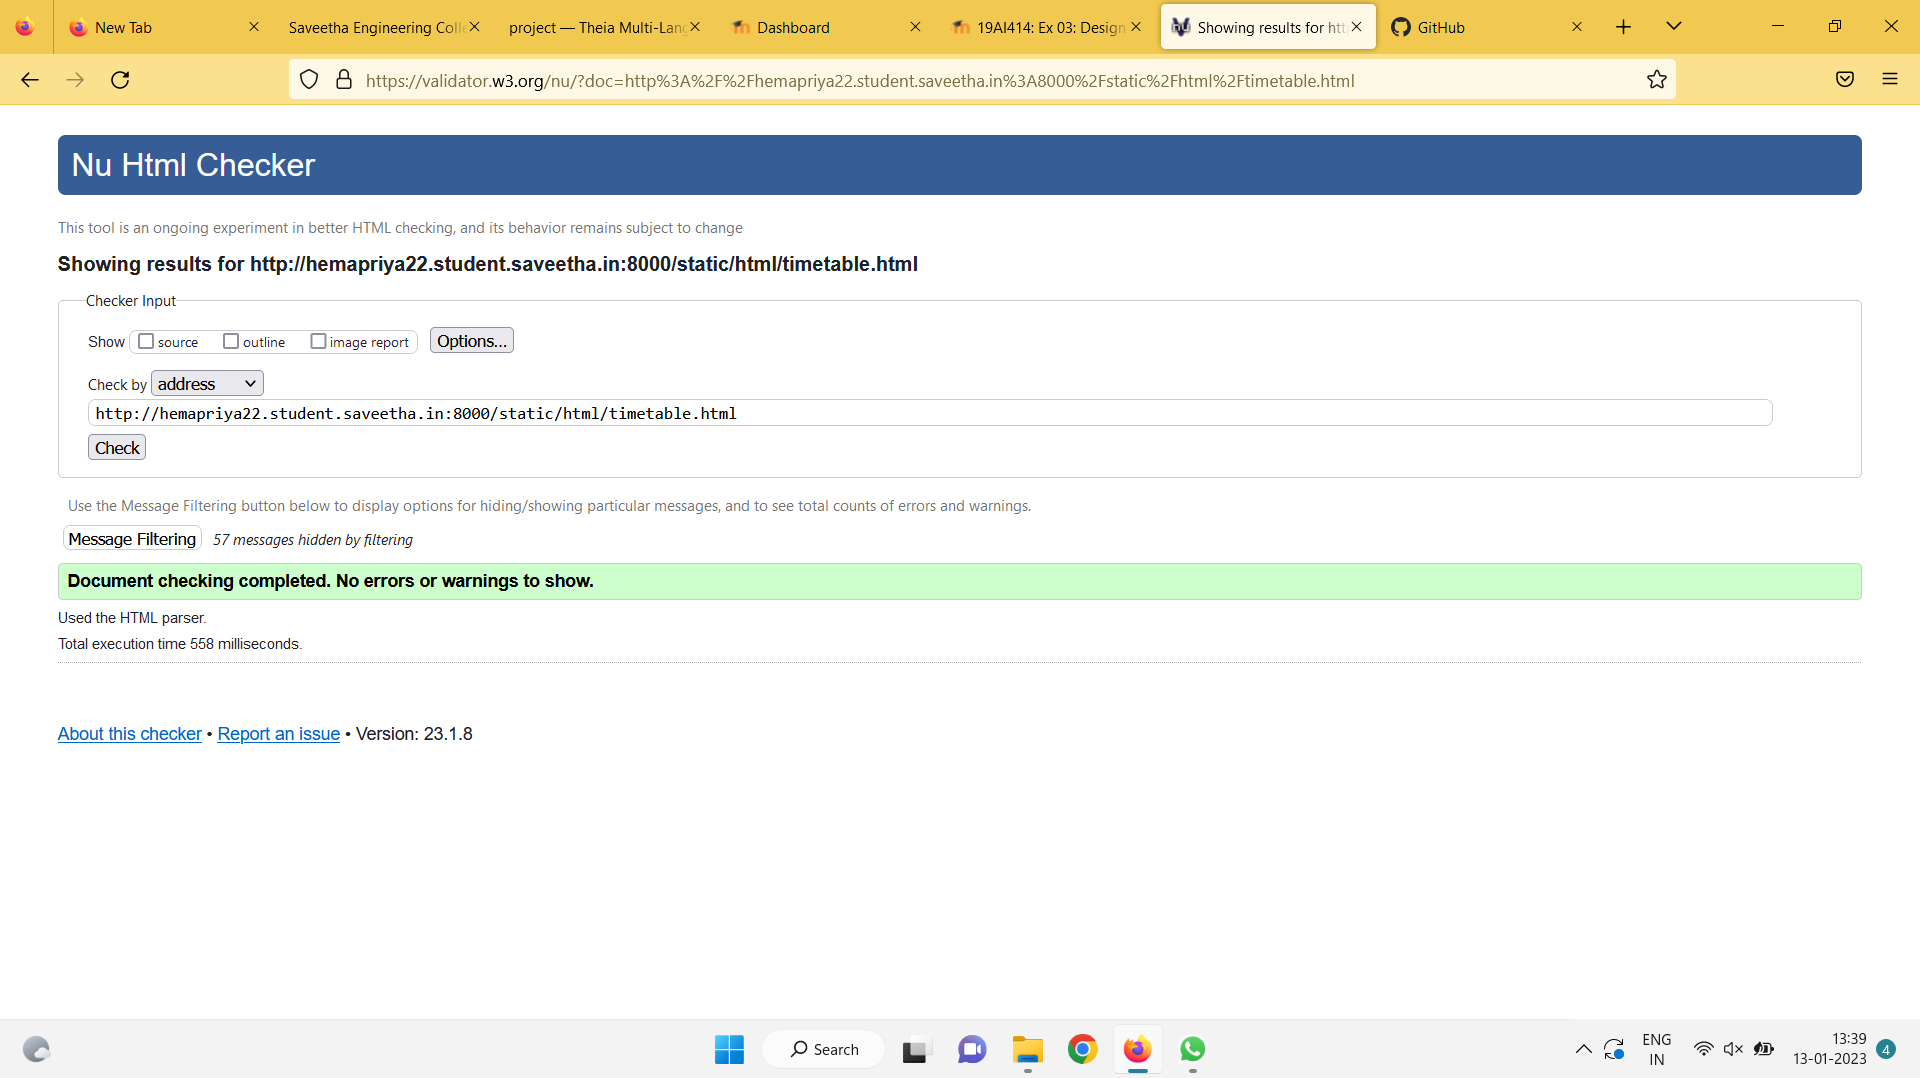 New Tab
Saveetha Engineering Coll
project — Theia Multi-Lang
Dashboard
19AI414: Ex 03: Design
Showing results for htt
GitHub
https://validator.w3.org/nu/?doc=http%3A%2F%2Fhemapriya22.student.saveetha.in%3A8000%2Fstatic%2Fhtml%2Ftimetable.html
Nu Html Checker
This tool is an ongoing experiment in better HTML checking, and its behavior remains subject to change
Showing results for http://hemapriya22.student.saveetha.in:8000/static/html/timetable.html
Checker Input
Show source outline image report Options...
Check by address
http://hemapriya22.student.saveetha.in:8000/static/html/timetable.html
Check
Use the Message Filtering button below to display options for hiding/showing particular messages, and to see total counts of errors and warnings.
Message Filtering 57 messages hidden by filtering
Document checking completed. No errors or warnings to show.
Used the HTML parser.
Total execution time 558 milliseconds.
About this checker • Report an issue • Version: 23.1.8
Search
ENG
IN
13:39
13-01-2023
4